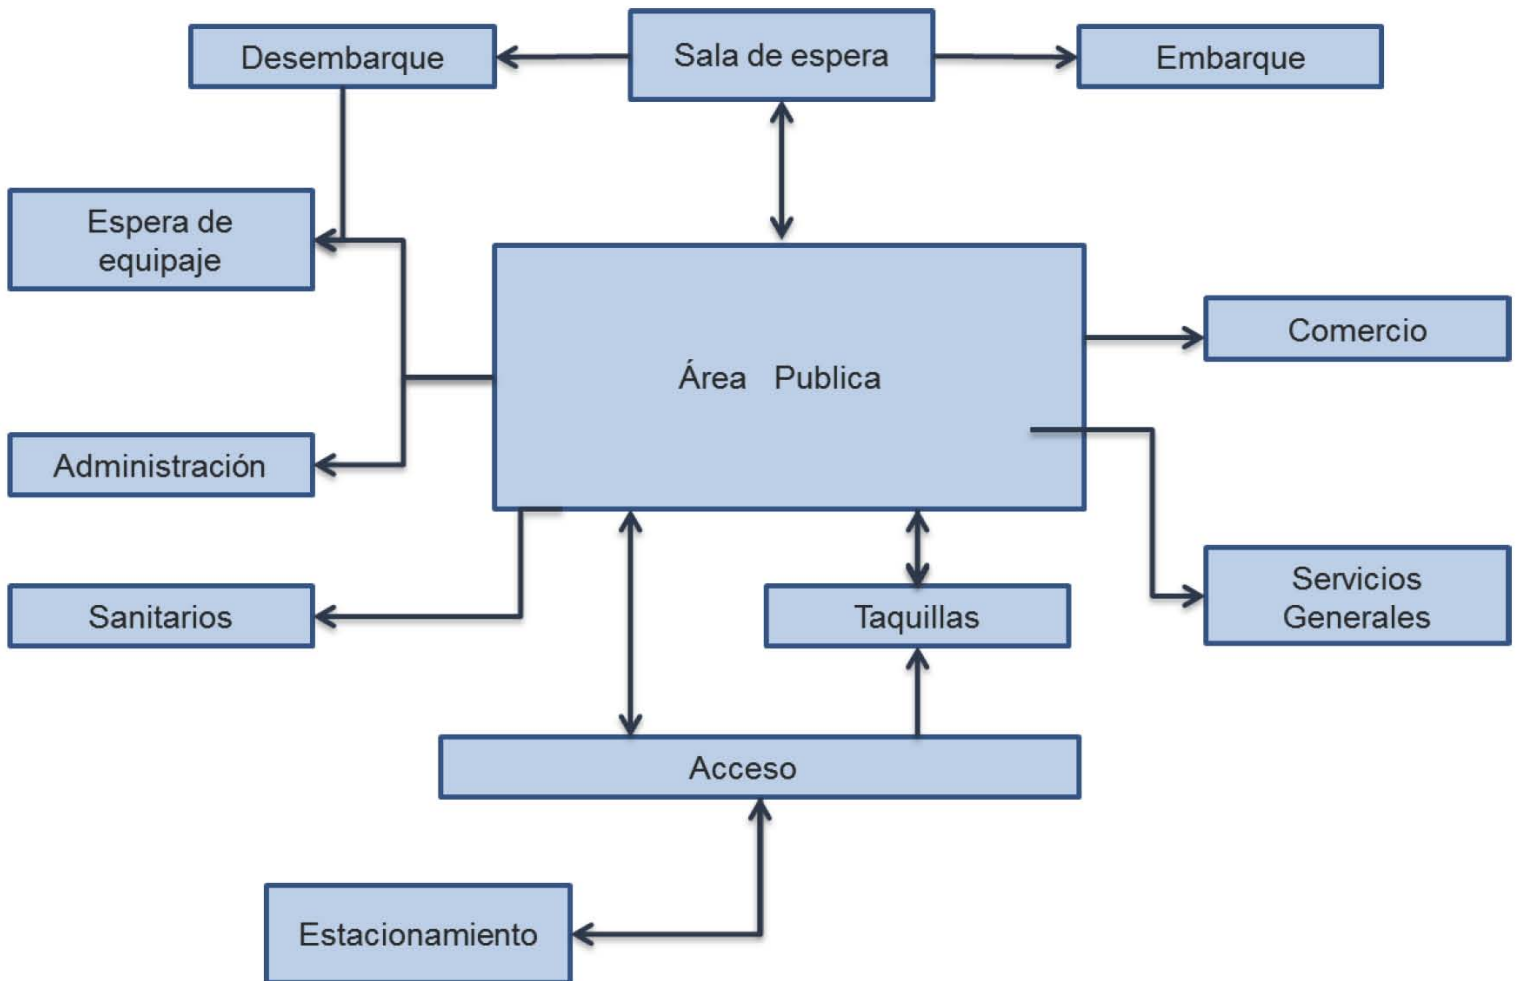 Desembarque
Sala de espera
Embarque
Espera de
equipaje
Comercio
Área Publica
Administración
Servicios
Generales
Sanitarios
Taquillas
Acceso
Estacionamiento